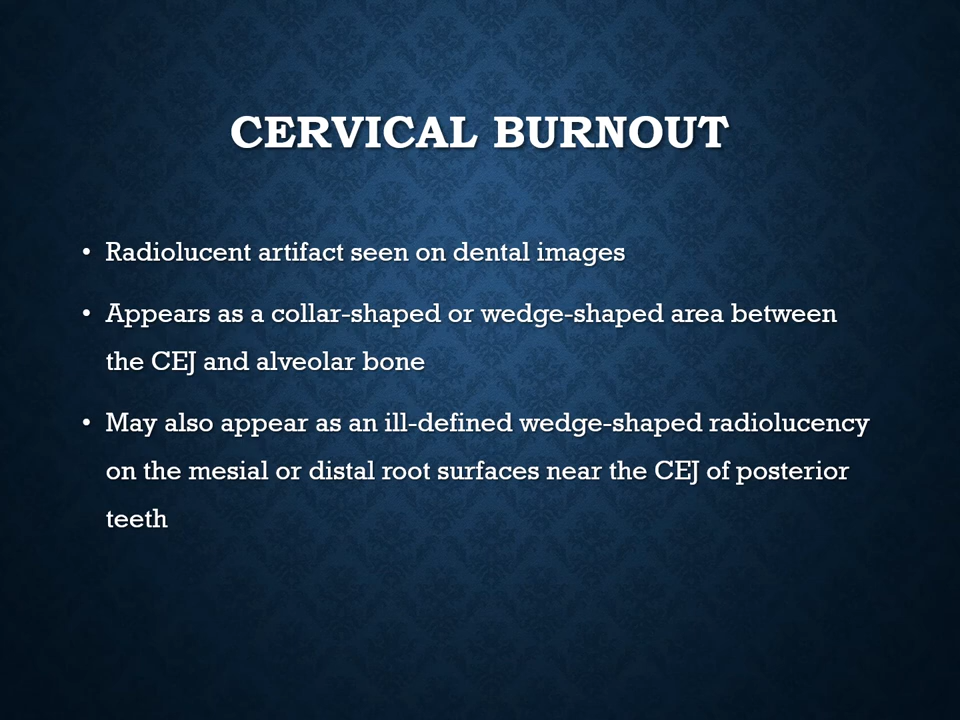 CERVICAL BURNOUT
• Radiolucent artifact seen on dental images
• Appears as a collar-shaped or wedge-shaped area between
the CEJ and alveolar bone
• May also appear as an ill-defined wedge-shaped radiolucency
on the mesial or distal root surfaces near the CEJ of posterior
teeth